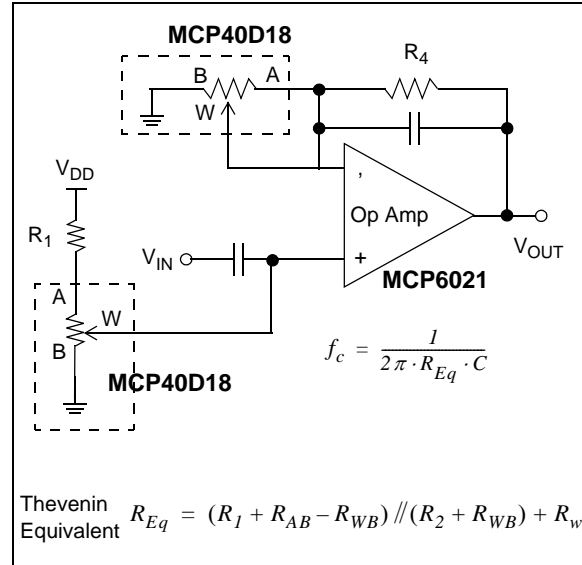 MCP40D18
R4
B A
W
VDD
,
Op Amp
R1
VIN
+
VOUT
MCP6021
A
W
B
MCP40D18
fc = 1 / (2 π · REq · C)
Thevenin
Equivalent REq = (R1 + RAB – RWB) // (R2 + RWB) + Rw